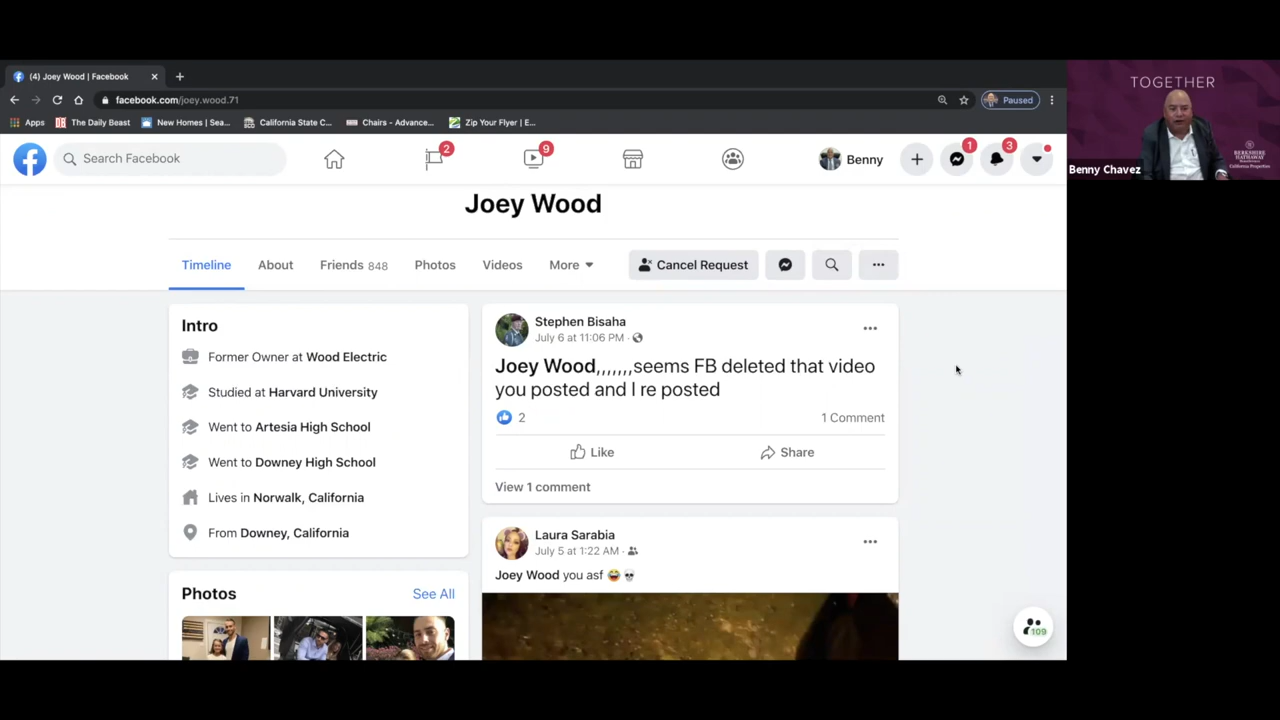 (4) Joey Wood | Facebook
facebook.com/joey.wood.71
Paused
Apps
The Daily Beast
New Homes | Sea...
California State C...
Chairs - Advance...
Zip Your Flyer | E...
Search Facebook
2
9
Benny
1
3
Joey Wood
Timeline
About
Friends 848
Photos
Videos
More
Cancel Request
Intro
Former Owner at Wood Electric
Studied at Harvard University
Went to Artesia High School
Went to Downey High School
Lives in Norwalk, California
From Downey, California
Photos
See All
Stephen Bisaha
July 6 at 11:06 PM ·
Joey Wood,,,,,,,seems FB deleted that video
you posted and I re posted
2
1 Comment
Like
Share
View 1 comment
Laura Sarabia
July 5 at 1:22 AM ·
Joey Wood you asf 😂💀
109
TOGETHER
BERKSHIRE
HATHAWAY
California Properties
Benny Chavez